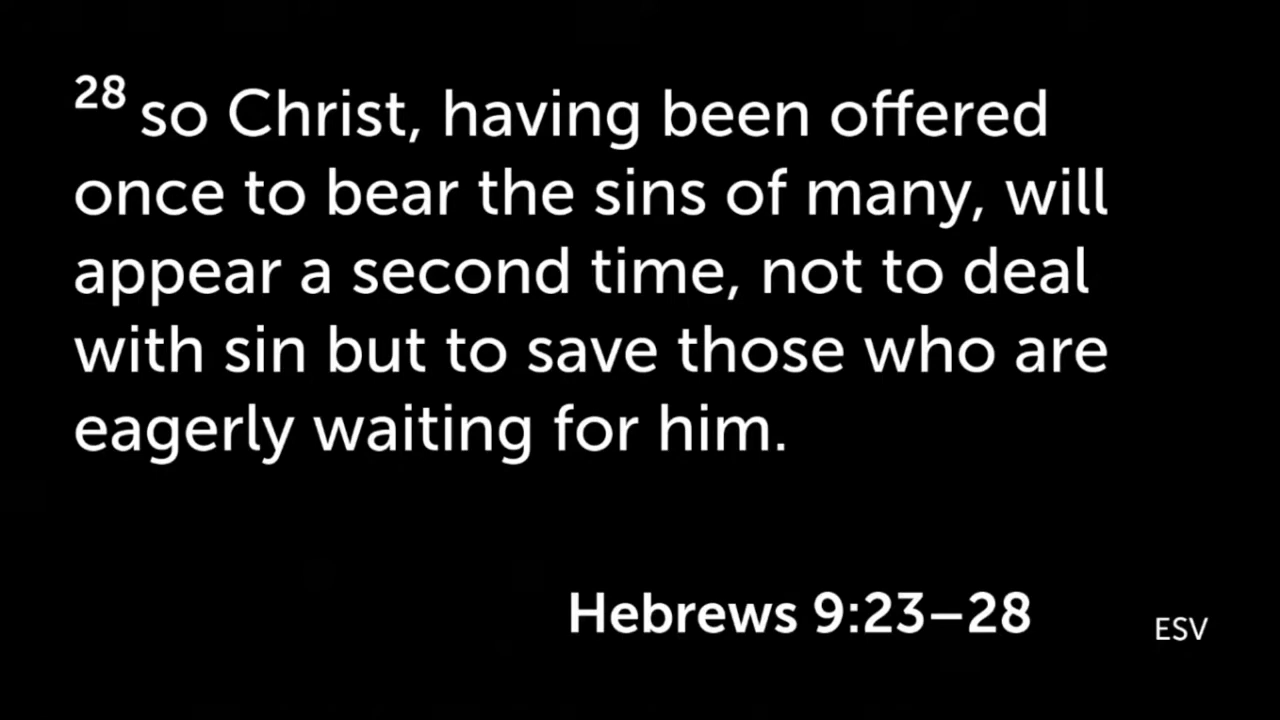 28 so Christ, having been offered
once to bear the sins of many, will
appear a second time, not to deal
with sin but to save those who are
eagerly waiting for him.
Hebrews 9:23–28
ESV